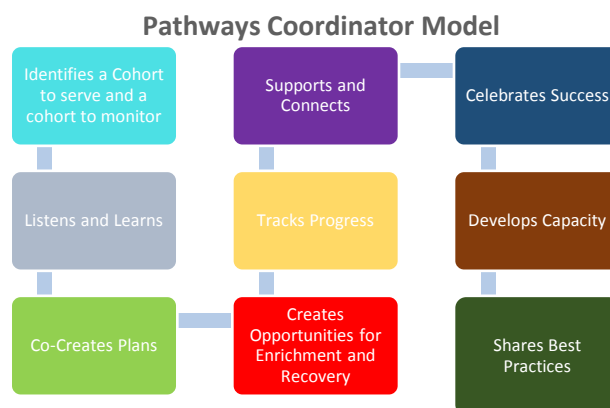 Pathways Coordinator Model
Identifies a Cohort
to serve and a
cohort to monitor
Listens and Learns
Co-Creates Plans
Creates
Opportunities for
Enrichment and
Recovery
Tracks Progress
Supports and
Connects
Celebrates Success
Develops Capacity
Shares Best
Practices